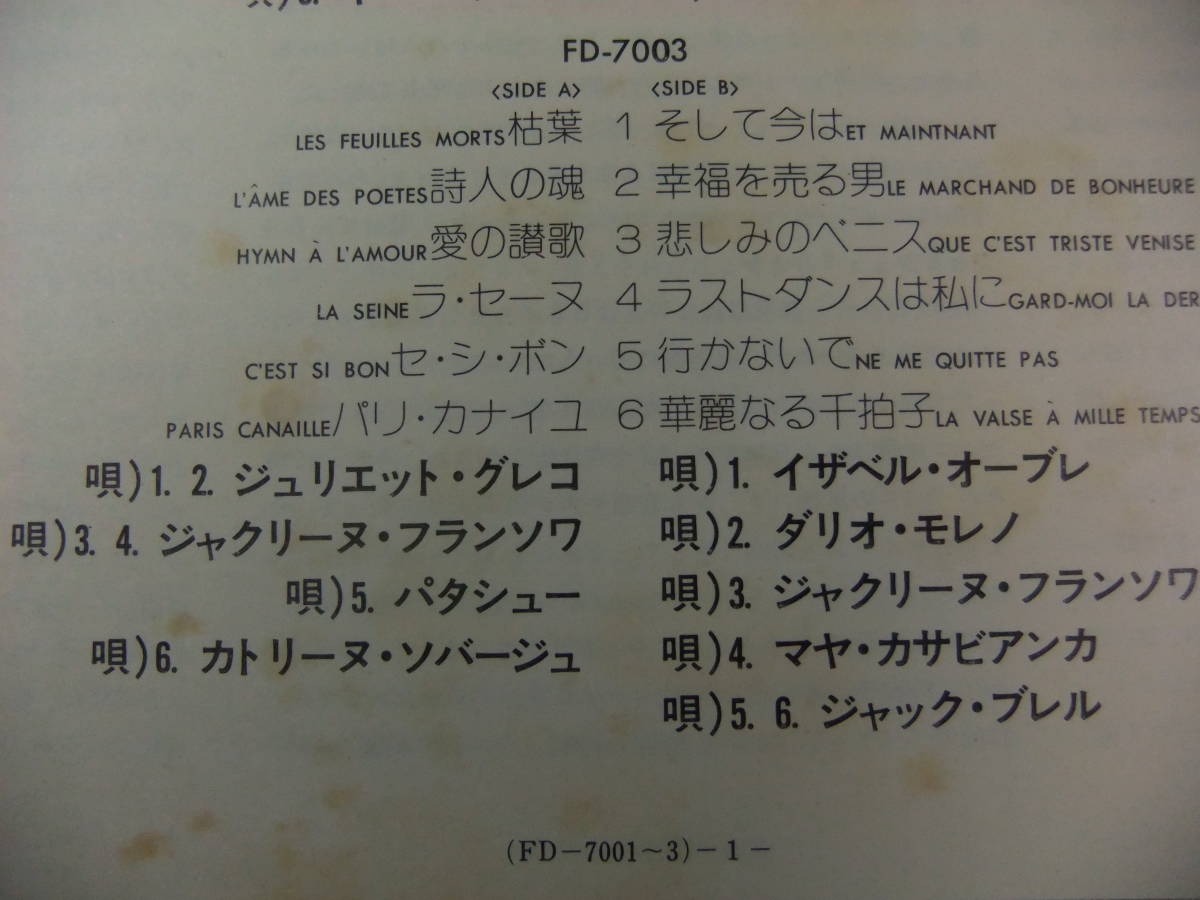 FD-7003
〈SIDE A〉 〈SIDE B〉
LES FEUILLES MORTS枯葉 1 そして今はET MAINTNANT
L'ÂME DES POETES詩人の魂 2 幸福を売る男LE MARCHAND DE BONHEURE
HYMN À L'AMOUR愛の讃歌 3 悲しみのベニスQUE C'EST TRISTE VENISE
LA SEINEラ・セーヌ 4 ラストダンスは私にGARD-MOI LA DER
C'EST SI BONセ・シ・ボン 5 行かないでNE ME QUITTE PAS
PARIS CANAILLEパリ・カナイユ 6 華麗なる千拍子LA VALSE À MILLE TEMPS
唄)1. 2. ジュリエット・グレコ 唄)1. イザベル・オーブレ
唄)3. 4. ジャクリーヌ・フランソワ 唄)2. ダリオ・モレノ
唄)5. パタシュー 唄)3. ジャクリーヌ・フランソワ
唄)6. カトリーヌ・ソバージュ 唄)4. マヤ・カサビアンカ
唄)5. 6. ジャック・ブレル
(FD－7001～3)－1－